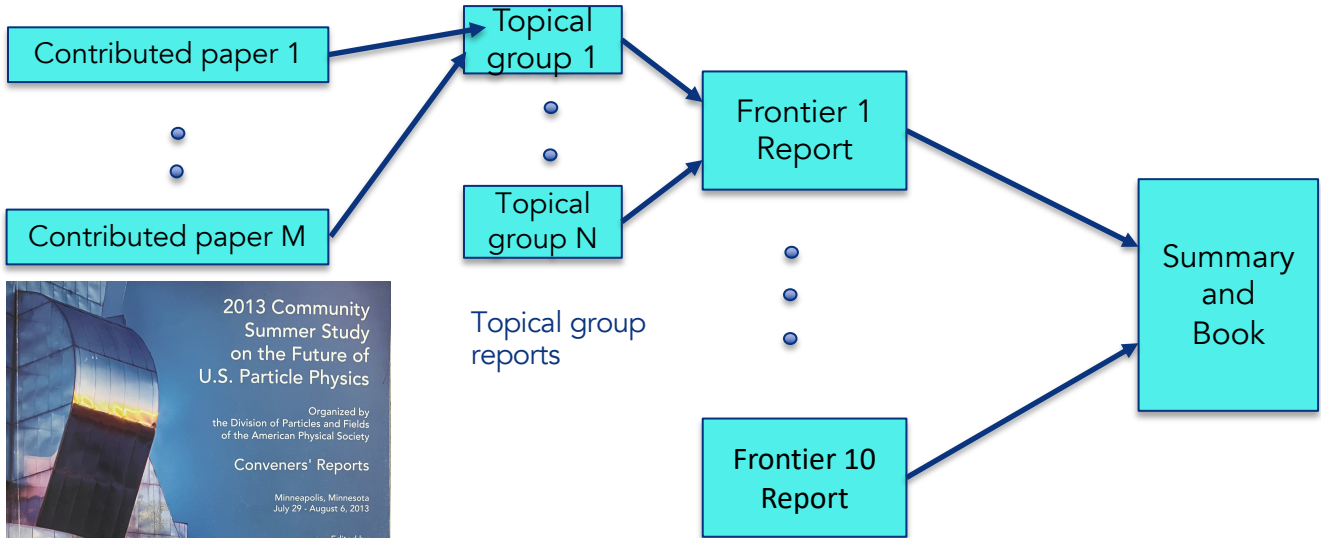 Contributed paper 1
Contributed paper M
Topical
group 1
Topical
group N
Topical group
reports
Frontier 1
Report
Frontier 10
Report
Summary
and
Book
2013 Community
Summer Study
on the Future of
U.S. Particle Physics
Organized by
the Division of Particles and Fields
of the American Physical Society
Conveners' Reports
Minneapolis, Minnesota
July 29 - August 6, 2013